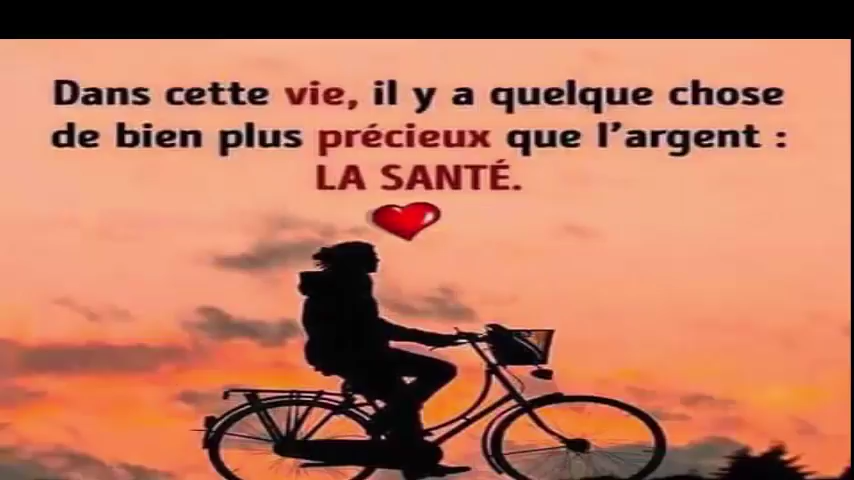 Dans cette vie, il y a quelque chose
de bien plus précieux que l'argent :
LA SANTÉ.